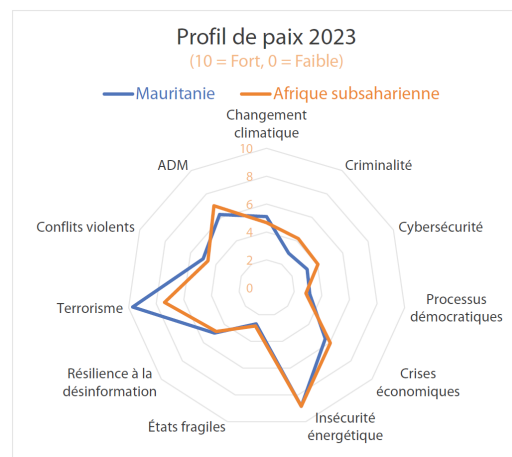 Profil de paix 2023
(10 = Fort, 0 = Faible)
Mauritanie
Afrique subsaharienne
Changement
climatique
10
8
6
4
2
0
Criminalité
Cybersécurité
Processus
démocratiques
Crises
économiques
Insécurité
énergétique
États fragiles
Résilience à la
désinformation
Terrorisme
Conflits violents
ADM